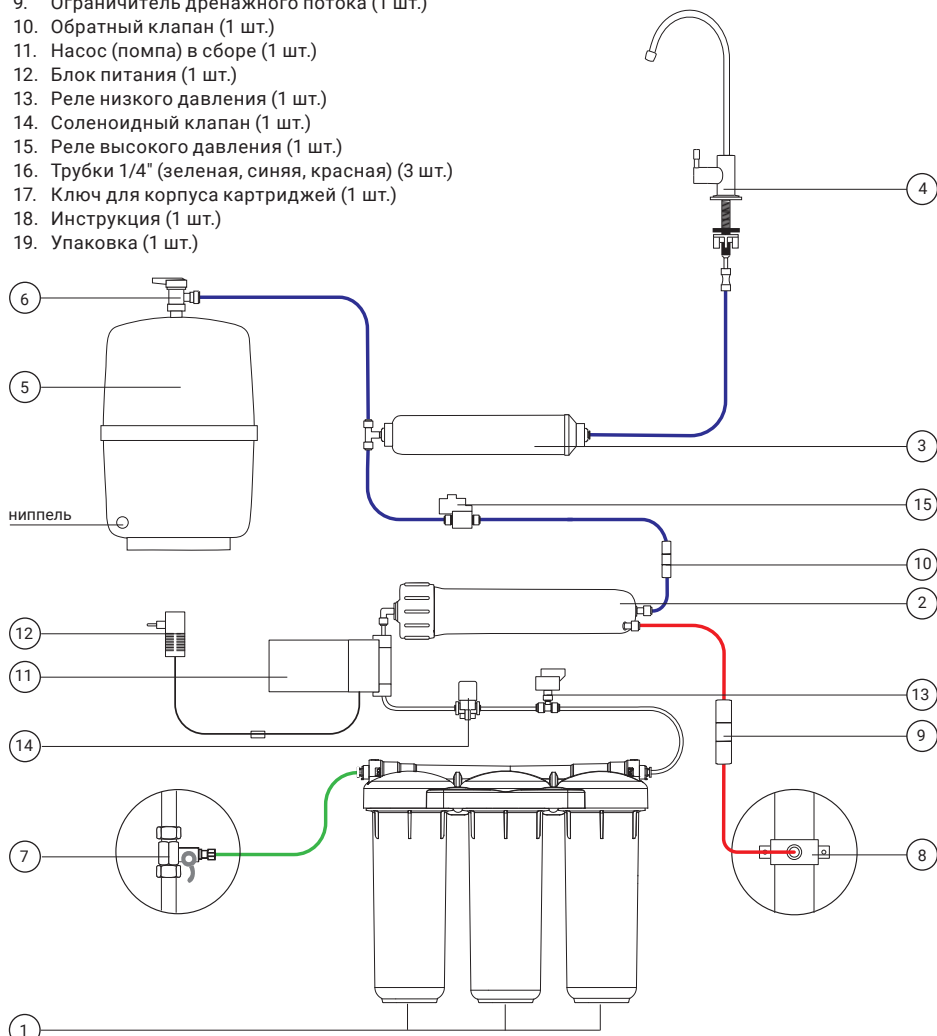 9. Ограничитель дренажного потока (1 шт.)
10. Обратный клапан (1 шт.)
11. Насос (помпа) в сборе (1 шт.)
12. Блок питания (1 шт.)
13. Реле низкого давления (1 шт.)
14. Соленоидный клапан (1 шт.)
15. Реле высокого давления (1 шт.)
16. Трубки 1/4" (зеленая, синяя, красная) (3 шт.)
17. Ключ для корпуса картриджей (1 шт.)
18. Инструкция (1 шт.)
19. Упаковка (1 шт.)
4
6
5
3
ниппель
15
10
2
12
11
13
14
9
7
8
1